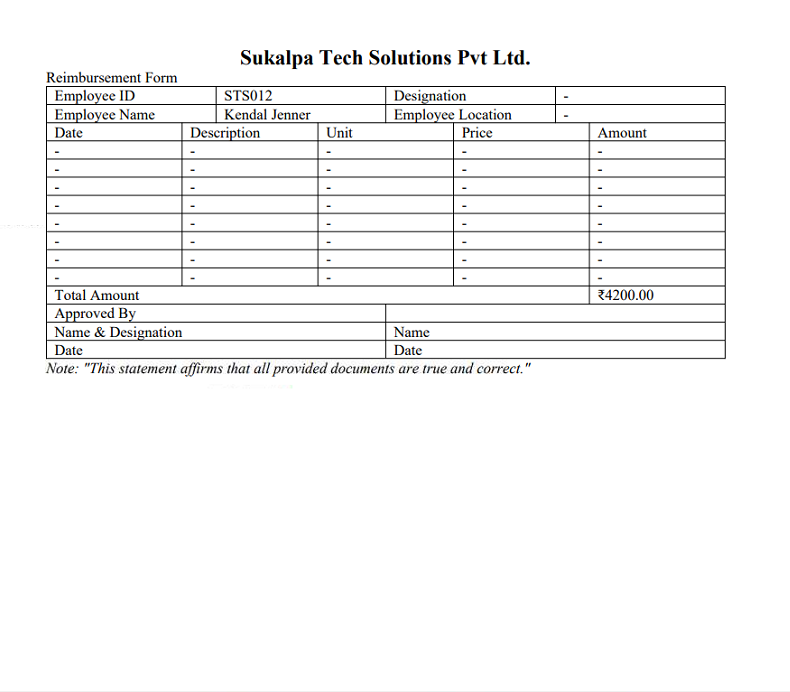 Sukalpa Tech Solutions Pvt Ltd.
Reimbursement Form
Employee ID STS012 Designation -
Employee Name Kendal Jenner Employee Location -
Date Description Unit Price Amount
- - - - -
- - - - -
- - - - -
- - - - -
- - - - -
- - - - -
- - - - -
- - - - -
Total Amount ₹4200.00
Approved By
Name & Designation Name
Date Date
Note: "This statement affirms that all provided documents are true and correct."